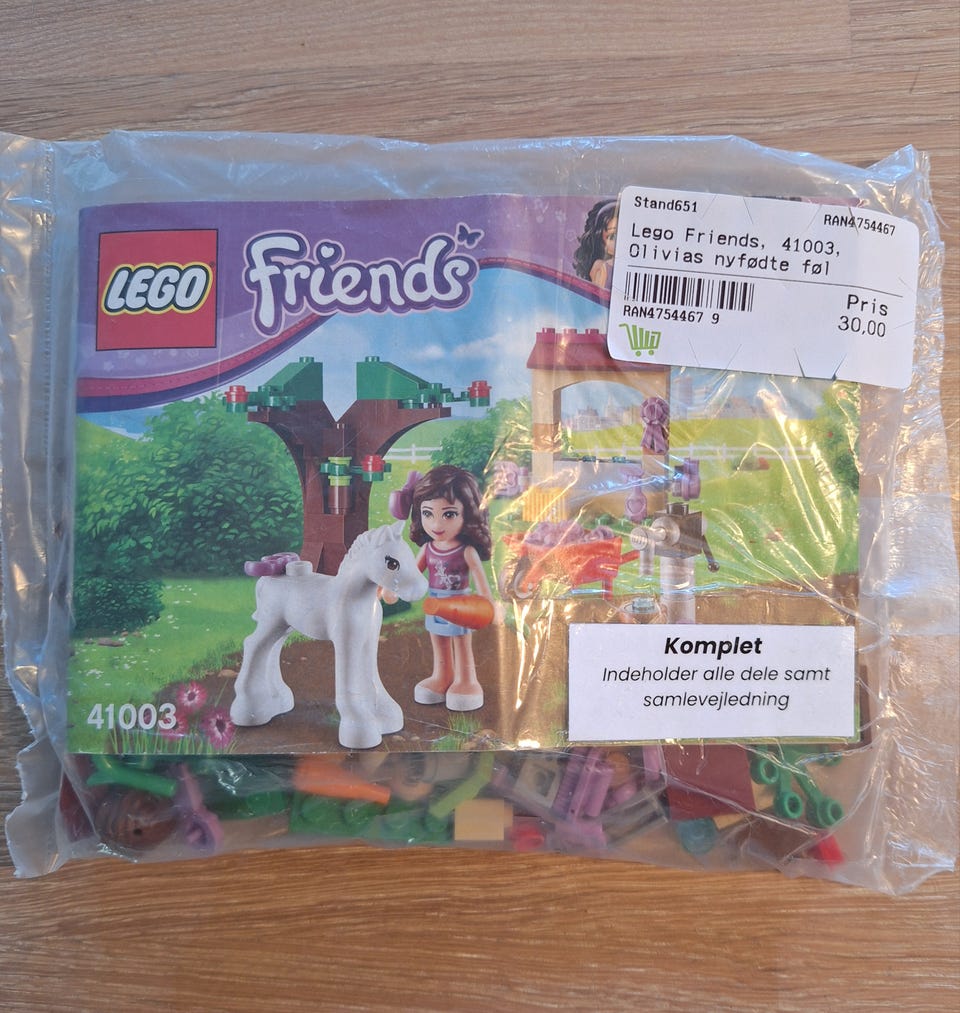 LEGO
Friends
Stand651
RAN4754467
Lego Friends, 41003,
Olivias nyfødte føl
RAN4754467 9
Pris
30,00
Komplet
Indeholder alle dele samt
samlevejledning
41003